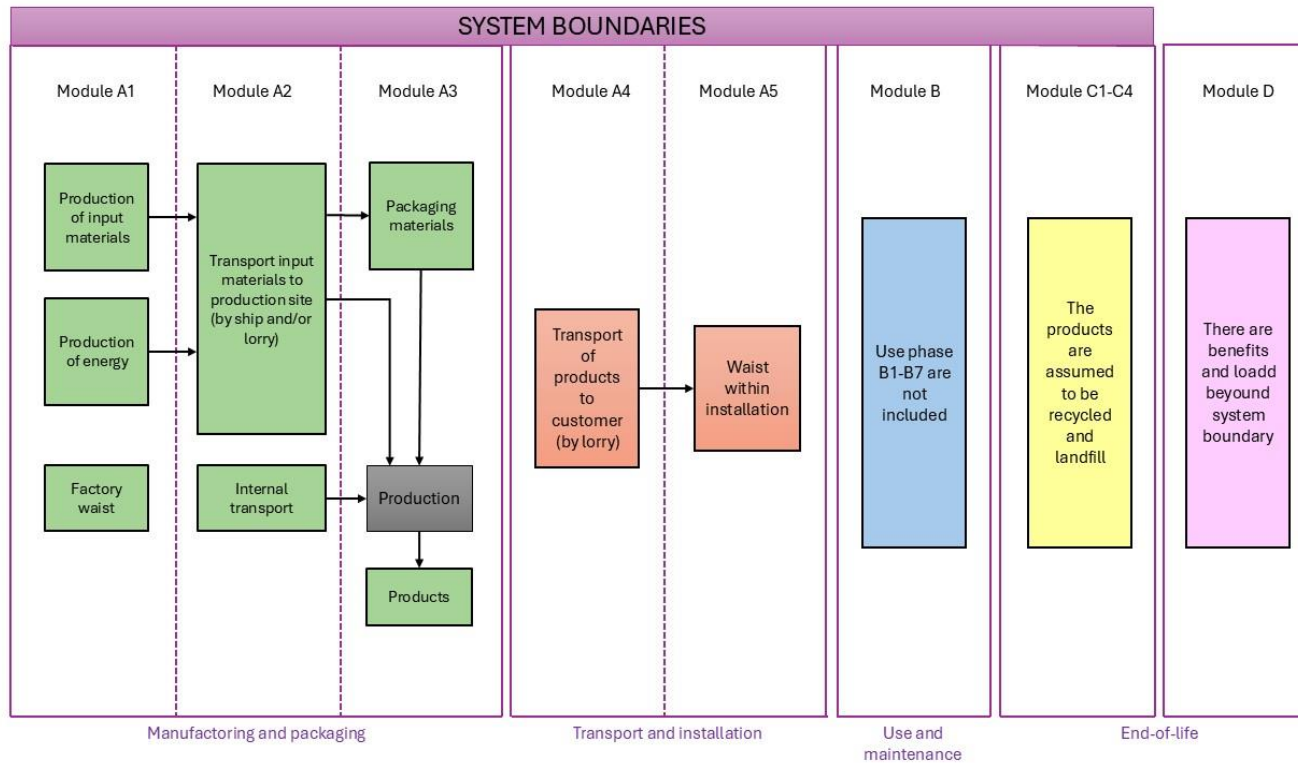 SYSTEM BOUNDARIES
Module A1
Module A2
Module A3
Module A4
Module A5
Module B
Module C1-C4
Module D
Production
of input
materials
Production
of energy
Factory
waist
Transport input
materials to
production site
(by ship and/or
lorry)
Internal
transport
Packaging
materials
Production
Products
Transport
of
products
to
customer
(by lorry)
Waist
within
installation
Use phase
B1-B7 are
not
included
The
products
are
assumed
to be
recycled
and
landfill
There are
benefits
and loadd
beyound
system
boundary
Manufactoring and packaging
Transport and installation
Use and
maintenance
End-of-life